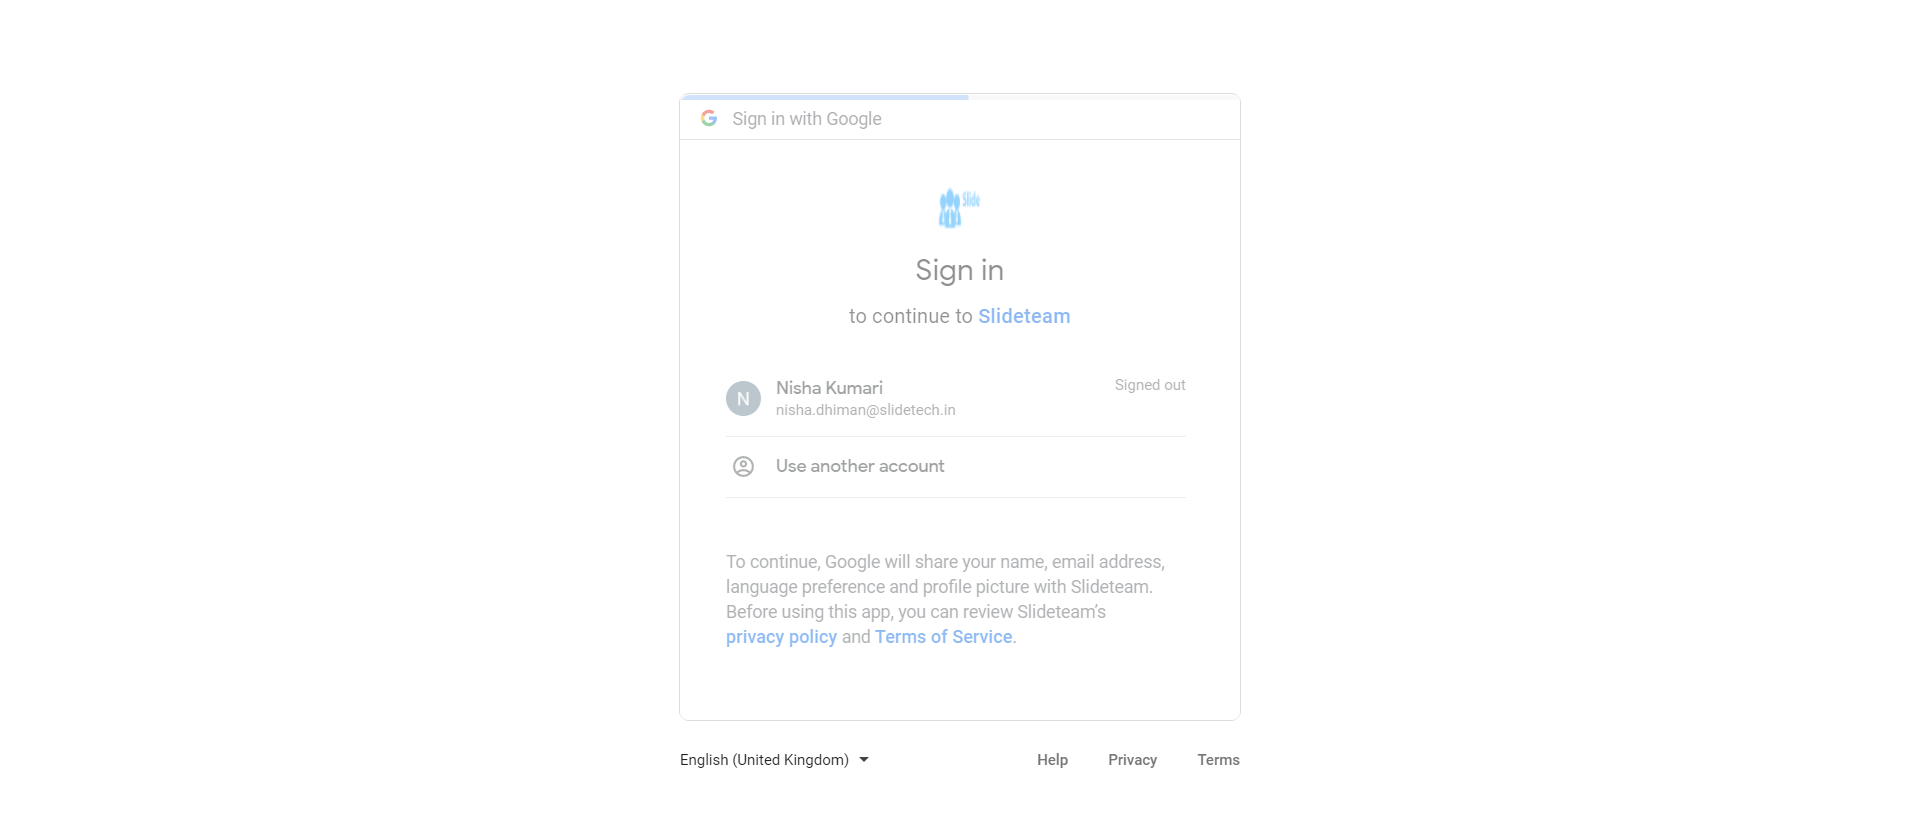 Sign in with Google
Slide
Sign in
to continue to Slideteam
N
Nisha Kumari
Signed out
nisha.dhiman@slidetech.in
Use another account
To continue, Google will share your name, email address,
language preference and profile picture with Slideteam.
Before using this app, you can review Slideteam's
privacy policy and Terms of Service.
English (United Kingdom)
Help
Privacy
Terms